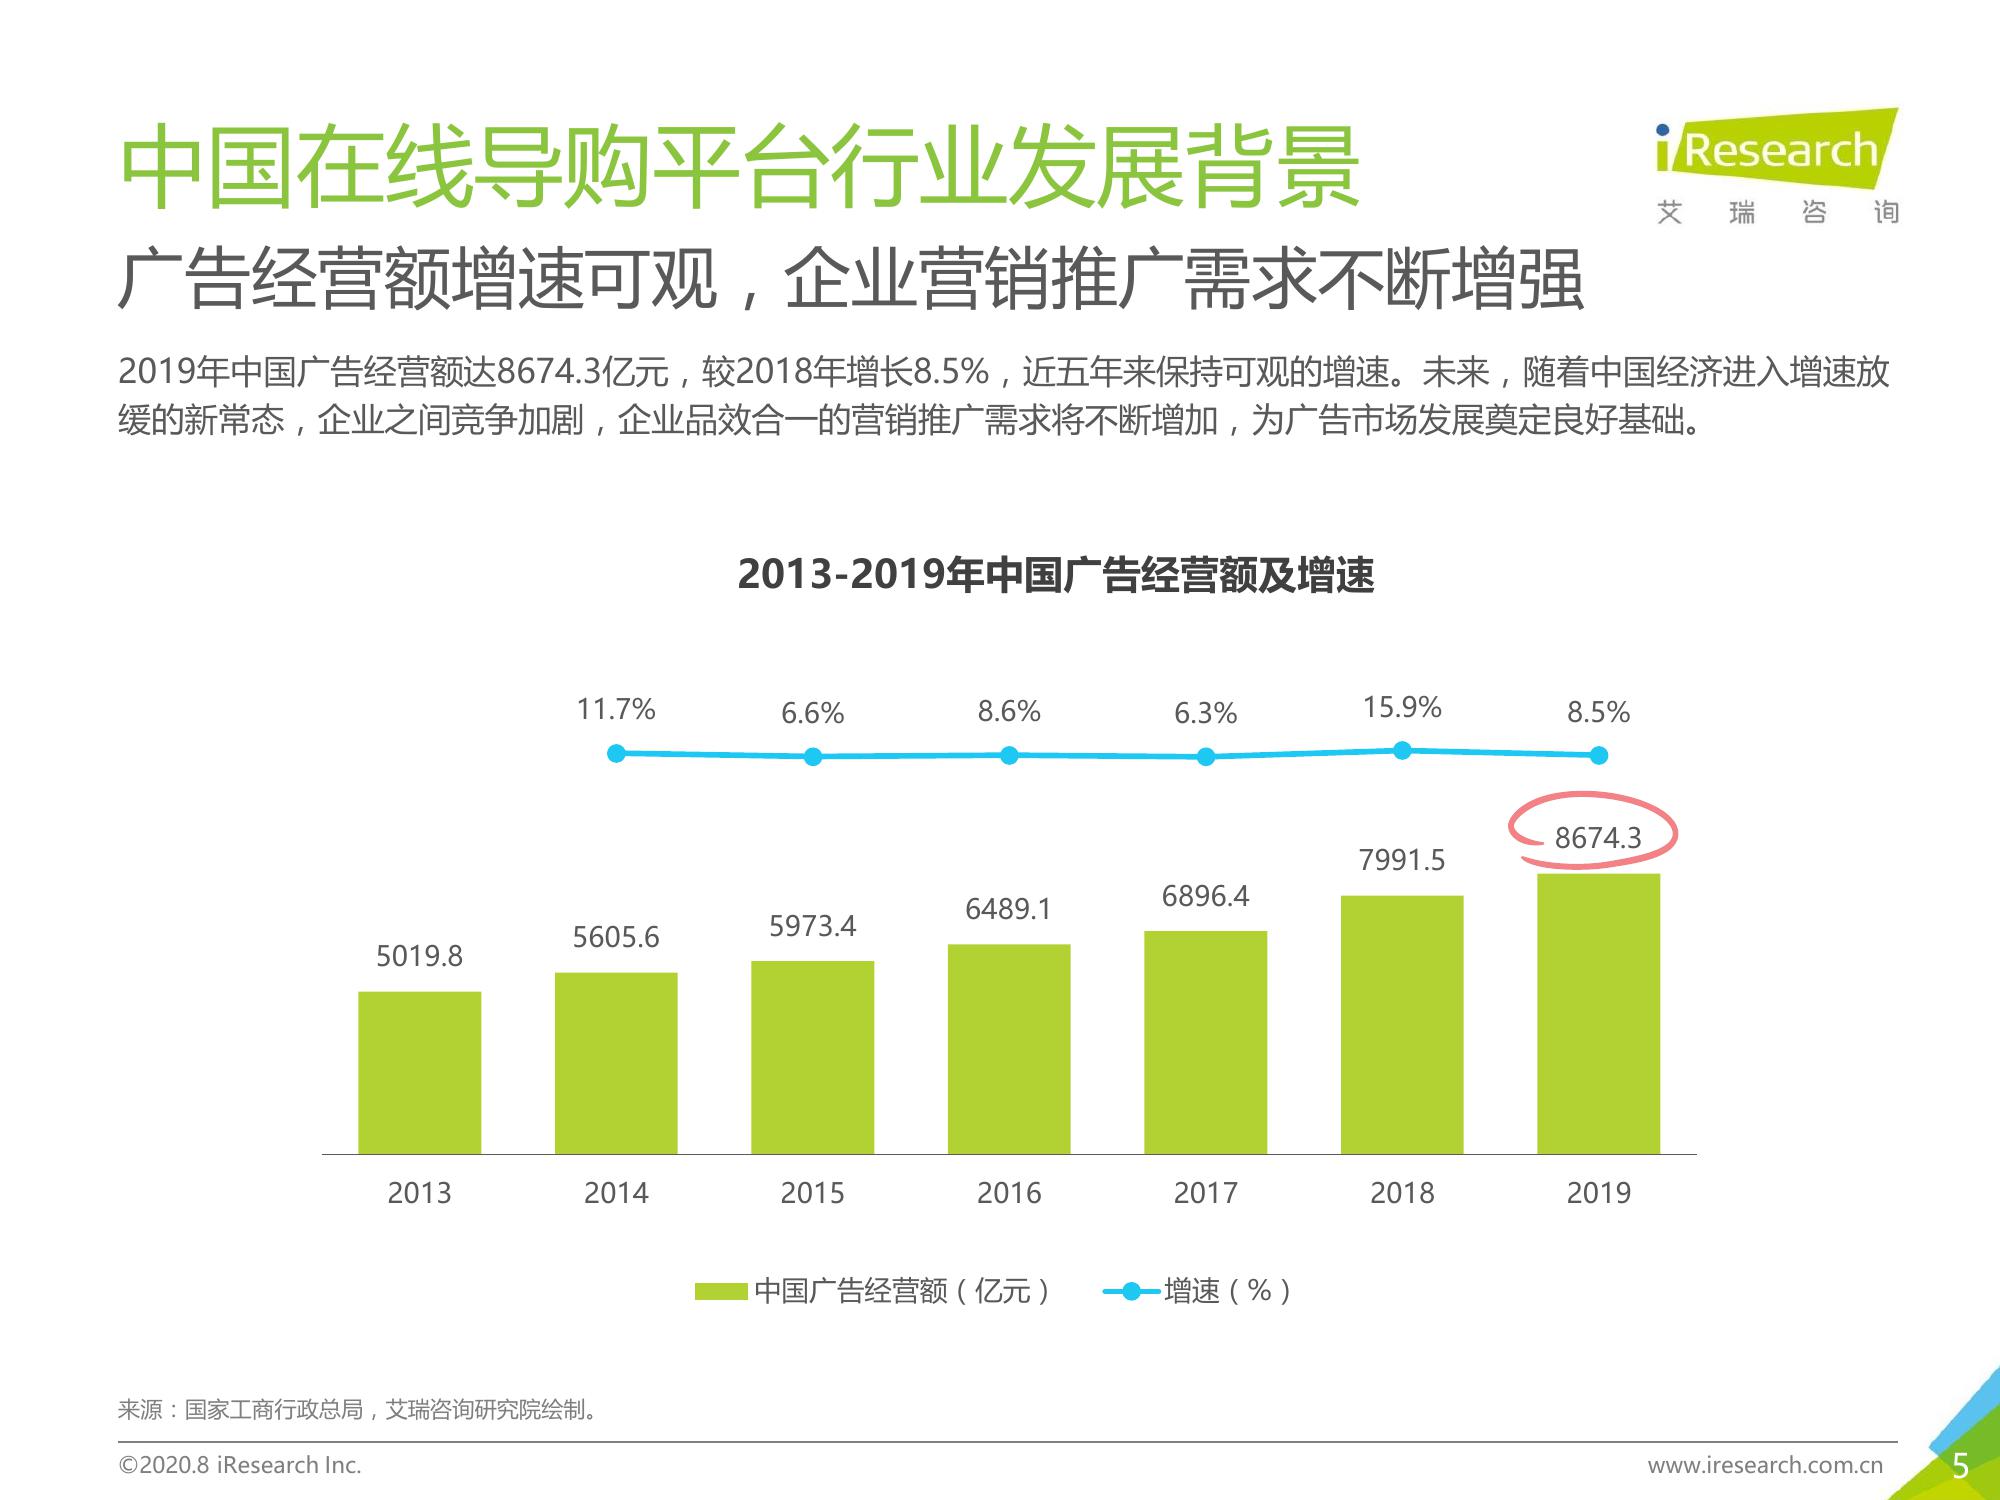 中国在线导购平台行业发展背景
iResearch
艾瑞咨询
广告经营额增速可观，企业营销推广需求不断增强
2019年中国广告经营额达8674.3亿元，较2018年增长8.5%，近五年来保持可观的增速。未来，随着中国经济进入增速放
缓的新常态，企业之间竞争加剧，企业品效合一的营销推广需求将不断增加，为广告市场发展奠定良好基础。
2013-2019年中国广告经营额及增速
11.7% 6.6% 8.6% 6.3% 15.9% 8.5%
5019.8 5605.6 5973.4 6489.1 6896.4 7991.5 8674.3
2013 2014 2015 2016 2017 2018 2019
中国广告经营额（亿元） 增速（%）
来源：国家工商行政总局，艾瑞咨询研究院绘制。
©2020.8 iResearch Inc. www.iresearch.com.cn 5